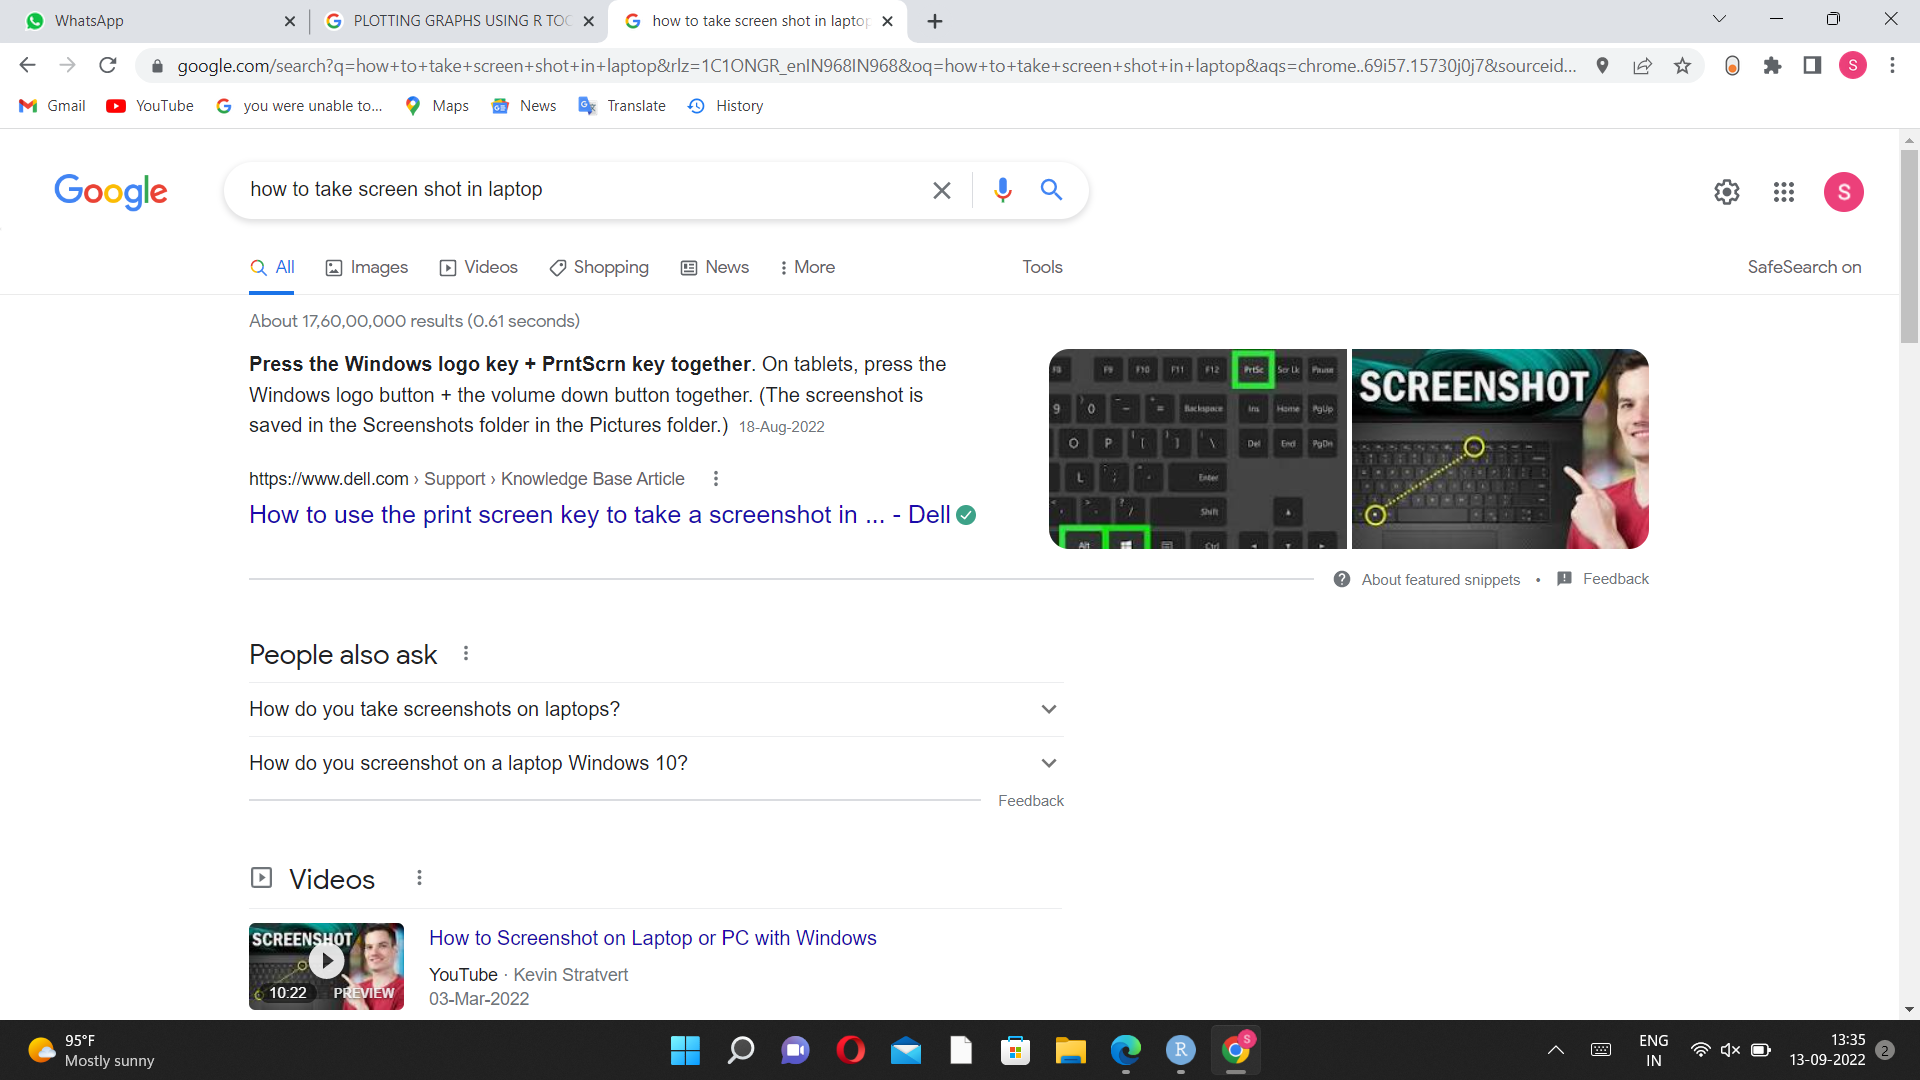 WhatsApp
PLOTTING GRAPHS USING R TOO
how to take screen shot in laptop
google.com/search?q=how+to+take+screen+shot+in+laptop&rlz=1C1ONGR_enIN968IN968&oq=how+to+take+screen+shot+in+laptop&aqs=chrome..69i57.15730j0j7&sourceid...
S
Gmail
YouTube
you were unable to...
Maps
News
Translate
History
Google
how to take screen shot in laptop
S
All
Images
Videos
Shopping
News
More
Tools
SafeSearch on
About 17,60,00,000 results (0.61 seconds)
Press the Windows logo key + PrntScrn key together. On tablets, press the
Windows logo button + the volume down button together. (The screenshot is
saved in the Screenshots folder in the Pictures folder.) 18-Aug-2022
https://www.dell.com › Support › Knowledge Base Article
How to use the print screen key to take a screenshot in ... - Dell
F8 F9 F10 F11 F12 PrtSc Scr Lk Pause
9 0 - = Backspace Ins Home PgUp
O P [ ] \ Del End PgDn
L ; ' Enter
< > ? / Shift
Alt Ctrl
SCREENSHOT
About featured snippets • Feedback
People also ask
How do you take screenshots on laptops?
How do you screenshot on a laptop Windows 10?
Feedback
Videos
SCREENSHOT
10:22
PREVIEW
How to Screenshot on Laptop or PC with Windows
YouTube · Kevin Stratvert
03-Mar-2022
95°F
Mostly sunny
R
S
ENG
IN
13:35
13-09-2022
2